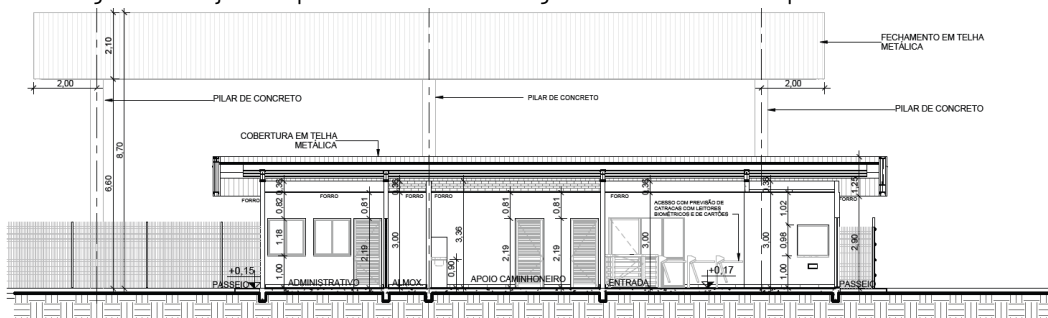 2,10
FECHAMENTO EM TELHA
METÁLICA
2,00
2,00
PILAR DE CONCRETO
PILAR DE CONCRETO
PILAR DE CONCRETO
8,70
6,60
COBERTURA EM TELHA
METÁLICA
FORRO
0,36
FORRO
0,36
FORRO
FORRO
FORRO
0,36
0,36
FORRO
1,25
FORRO
0,82
0,81
0,81
0,81
ACESSO COM PREVISÃO DE
CATRACAS COM LEITORES
BIOMÉTRICOS E DE CARTÕES
1,02
1,18
2,19
3,00
3,36
2,19
2,19
3,00
3,00
0,98
2,90
1,00
0,90
1,00
+0,15
+0,17
PASSEIO
ADMINISTRATIVO
ALMOX.
APOIO CAMINHONEIRO
ENTRADA
PASSEIO